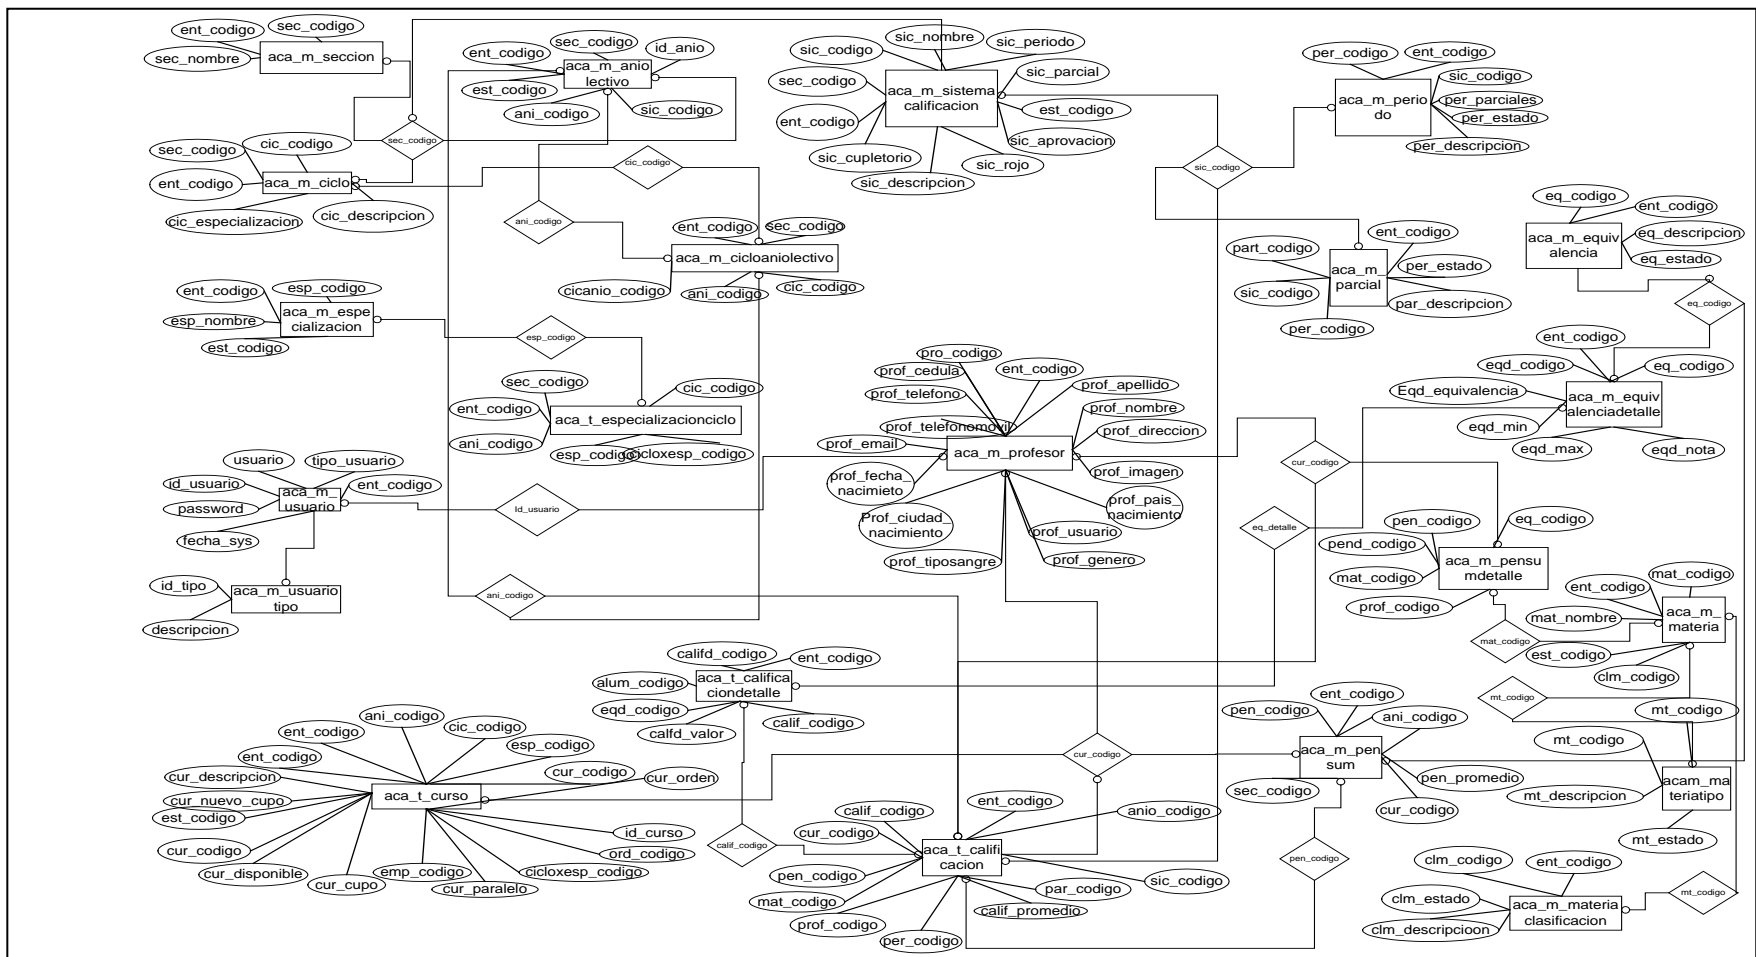 ent_codigo
sec_codigo
sec_nombre
aca_m_seccion
ent_codigo
sec_codigo
id_anio
aca_m_anio
lectivo
est_codigo
ani_codigo
sic_codigo
sic_codigo
sic_nombre
sic_periodo
sec_codigo
sic_parcial
aca_m_sistema
calificacion
est_codigo
ent_codigo
sic_aprovacion
sic_cupletorio
sic_rojo
sic_descripcion
per_codigo
ent_codigo
sic_codigo
aca_m_perio
do
per_parciales
per_estado
per_descripcion
sec_codigo
sec_codigo
cic_codigo
ent_codigo
aca_m_ciclo
cic_especializacion
cic_descripcion
cic_codigo
sic_codigo
ani_codigo
ent_codigo
sec_codigo
aca_m_cicloaniolectivo
cicanio_codigo
ani_codigo
cic_codigo
part_codigo
ent_codigo
aca_m_
parcial
per_estado
sic_codigo
par_descripcion
per_codigo
eq_codigo
ent_codigo
aca_m_equiv
alencia
eq_descripcion
eq_estado
eq_codigo
ent_codigo
esp_codigo
esp_nombre
aca_m_espe
cializacion
est_codigo
esp_codigo
sec_codigo
cic_codigo
ent_codigo
aca_t_especializacionciclo
ani_codigo
esp_codigo
cicloxesp_codigo
pro_codigo
prof_cedula
ent_codigo
prof_telefono
prof_apellido
prof_nombre
prof_telefonomovil
prof_direccion
prof_email
aca_m_profesor
prof_imagen
prof_fecha_
nacimieto
prof_pais_
nacimiento
Prof_ciudad_
nacimiento
prof_usuario
prof_tiposangre
prof_genero
ent_codigo
eqd_codigo
eq_codigo
Eqd_equivalencia
aca_m_equiv
alenciadetalle
eqd_min
eqd_max
eqd_nota
cur_codigo
usuario
tipo_usuario
id_usuario
aca_m_
usuario
ent_codigo
password
fecha_sys
Id_usuario
eq_detalle
id_tipo
aca_m_usuario
tipo
descripcion
ani_codigo
pen_codigo
eq_codigo
pend_codigo
aca_m_pensu
mdetalle
mat_codigo
prof_codigo
mat_codigo
ent_codigo
mat_codigo
mat_nombre
aca_m_
materia
est_codigo
clm_codigo
mt_codigo
mt_codigo
califd_codigo
ent_codigo
alum_codigo
aca_t_califica
ciondetalle
eqd_codigo
calfd_valor
calif_codigo
ent_codigo
pen_codigo
ani_codigo
aca_m_pen
sum
sec_codigo
pen_promedio
cur_codigo
mt_codigo
acam_ma
teriatipo
mt_descripcion
mt_estado
cur_codigo
ani_codigo
ent_codigo
cic_codigo
ent_codigo
esp_codigo
cur_descripcion
cur_codigo
cur_orden
cur_nuevo_cupo
aca_t_curso
est_codigo
id_curso
cur_codigo
ord_codigo
cur_disponible
cicloxesp_codigo
cur_cupo
emp_codigo
cur_paralelo
calif_codigo
calif_codigo
ent_codigo
anio_codigo
cur_codigo
aca_t_califi
cacion
pen_codigo
sic_codigo
mat_codigo
par_codigo
prof_codigo
calif_promedio
per_codigo
pen_codigo
clm_codigo
ent_codigo
clm_estado
aca_m_materia
clasificacion
clm_descripcioon
mt_codigo